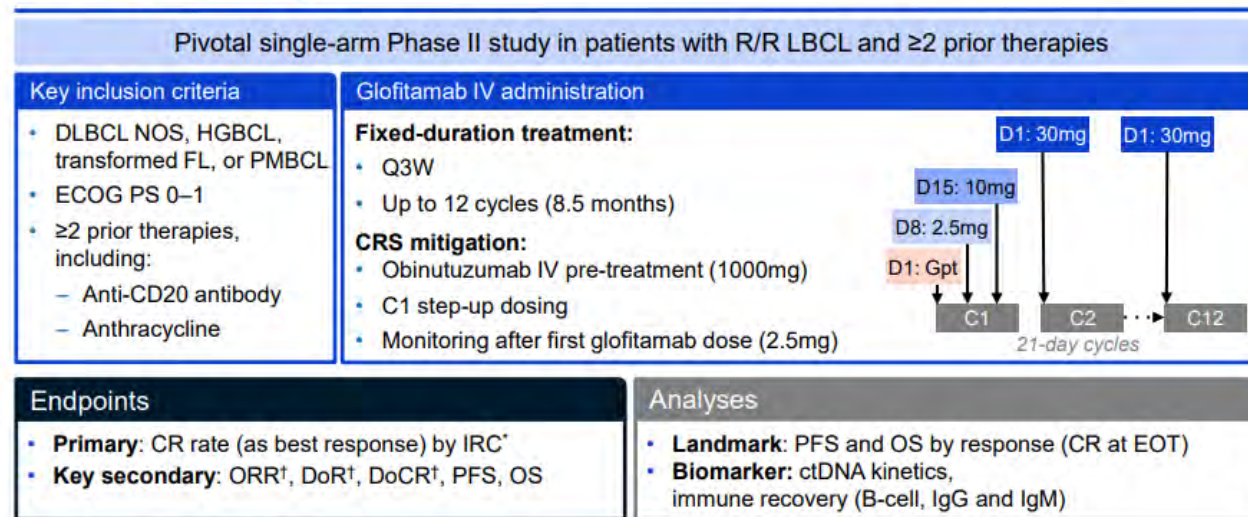 Pivotal single-arm Phase II study in patients with R/R LBCL and ≥2 prior therapies
Key inclusion criteria
• DLBCL NOS, HGBCL,
transformed FL, or PMBCL
• ECOG PS 0–1
• ≥2 prior therapies,
including:
– Anti-CD20 antibody
– Anthracycline
Glofitamab IV administration
Fixed-duration treatment:
• Q3W
• Up to 12 cycles (8.5 months)
CRS mitigation:
• Obinutuzumab IV pre-treatment (1000mg)
• C1 step-up dosing
• Monitoring after first glofitamab dose (2.5mg)
D1: 30mg
D1: 30mg
D15: 10mg
D8: 2.5mg
D1: Gpt
C1
C2
C12
21-day cycles
Endpoints
• Primary: CR rate (as best response) by IRC*
• Key secondary: ORR†, DoR†, DoCR†, PFS, OS
Analyses
• Landmark: PFS and OS by response (CR at EOT)
• Biomarker: ctDNA kinetics,
immune recovery (B-cell, IgG and IgM)